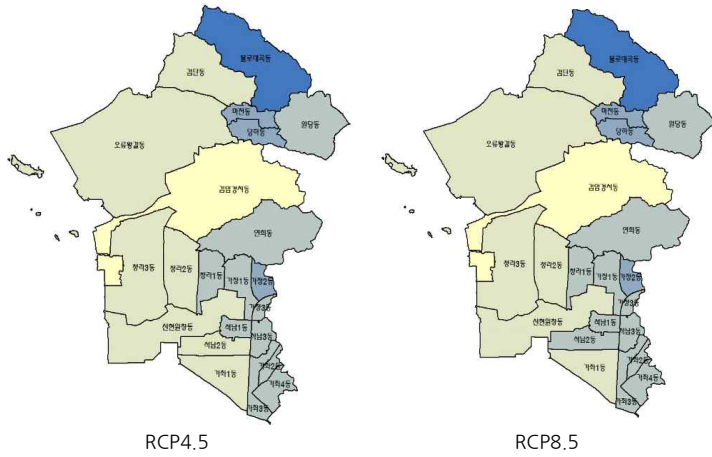 불로대곡동
검단동
마전동
원당동
당하동
오류왕길동
검암경서동
연희동
청라3동
청라2동
청라1동
가정1동
가정2동
가정3동
신현원창동
석남1동
석남3동
석남2동
가좌2동
가좌1동
가좌4동
가좌3동
RCP4.5
불로대곡동
검단동
마전동
원당동
당하동
오류왕길동
검암경서동
연희동
청라3동
청라2동
청라1동
가정1동
가정2동
가정3동
신현원창동
석남1동
석남3동
석남2동
가좌2동
가좌1동
가좌4동
가좌3동
RCP8.5